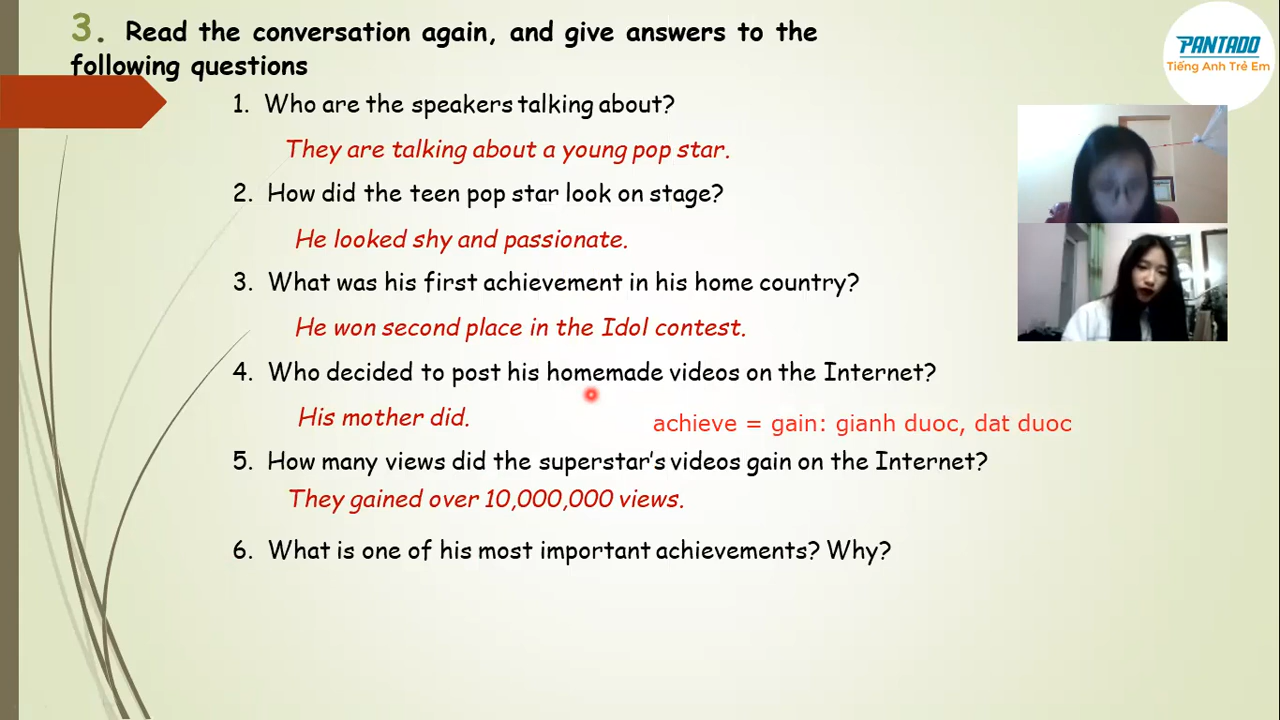 3. Read the conversation again, and give answers to the
following questions
PANTADO
Tiếng Anh Trẻ Em
1. Who are the speakers talking about?
They are talking about a young pop star.
2. How did the teen pop star look on stage?
He looked shy and passionate.
3. What was his first achievement in his home country?
He won second place in the Idol contest.
4. Who decided to post his homemade videos on the Internet?
His mother did.
achieve = gain: gianh duoc, dat duoc
5. How many views did the superstar's videos gain on the Internet?
They gained over 10,000,000 views.
6. What is one of his most important achievements? Why?